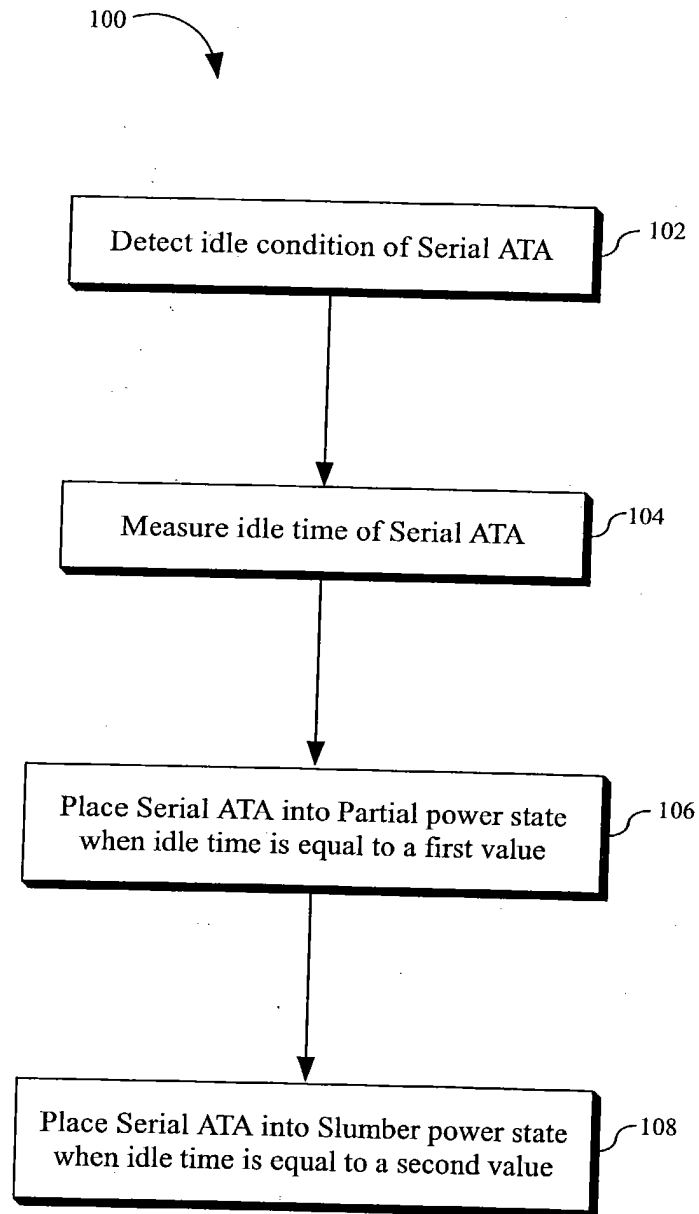 100
Detect idle condition of Serial ATA
102
Measure idle time of Serial ATA
104
Place Serial ATA into Partial power state
when idle time is equal to a first value
106
Place Serial ATA into Slumber power state
when idle time is equal to a second value
108